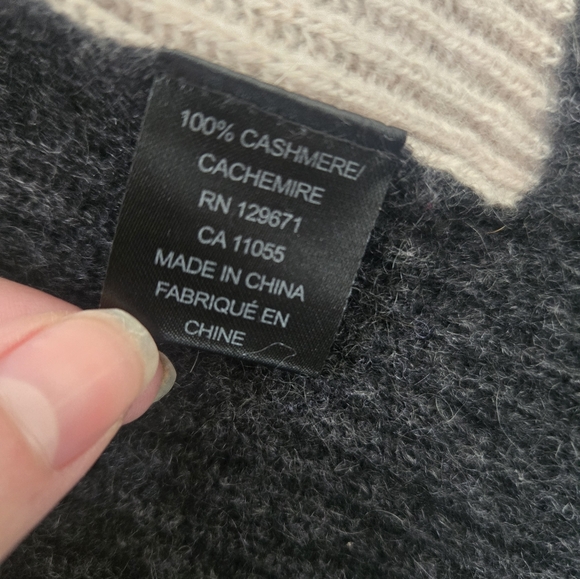 100% CASHMERE/
CACHEMIRE
RN 129671
CA 11055
MADE IN CHINA
FABRIQUÉ EN
CHINE